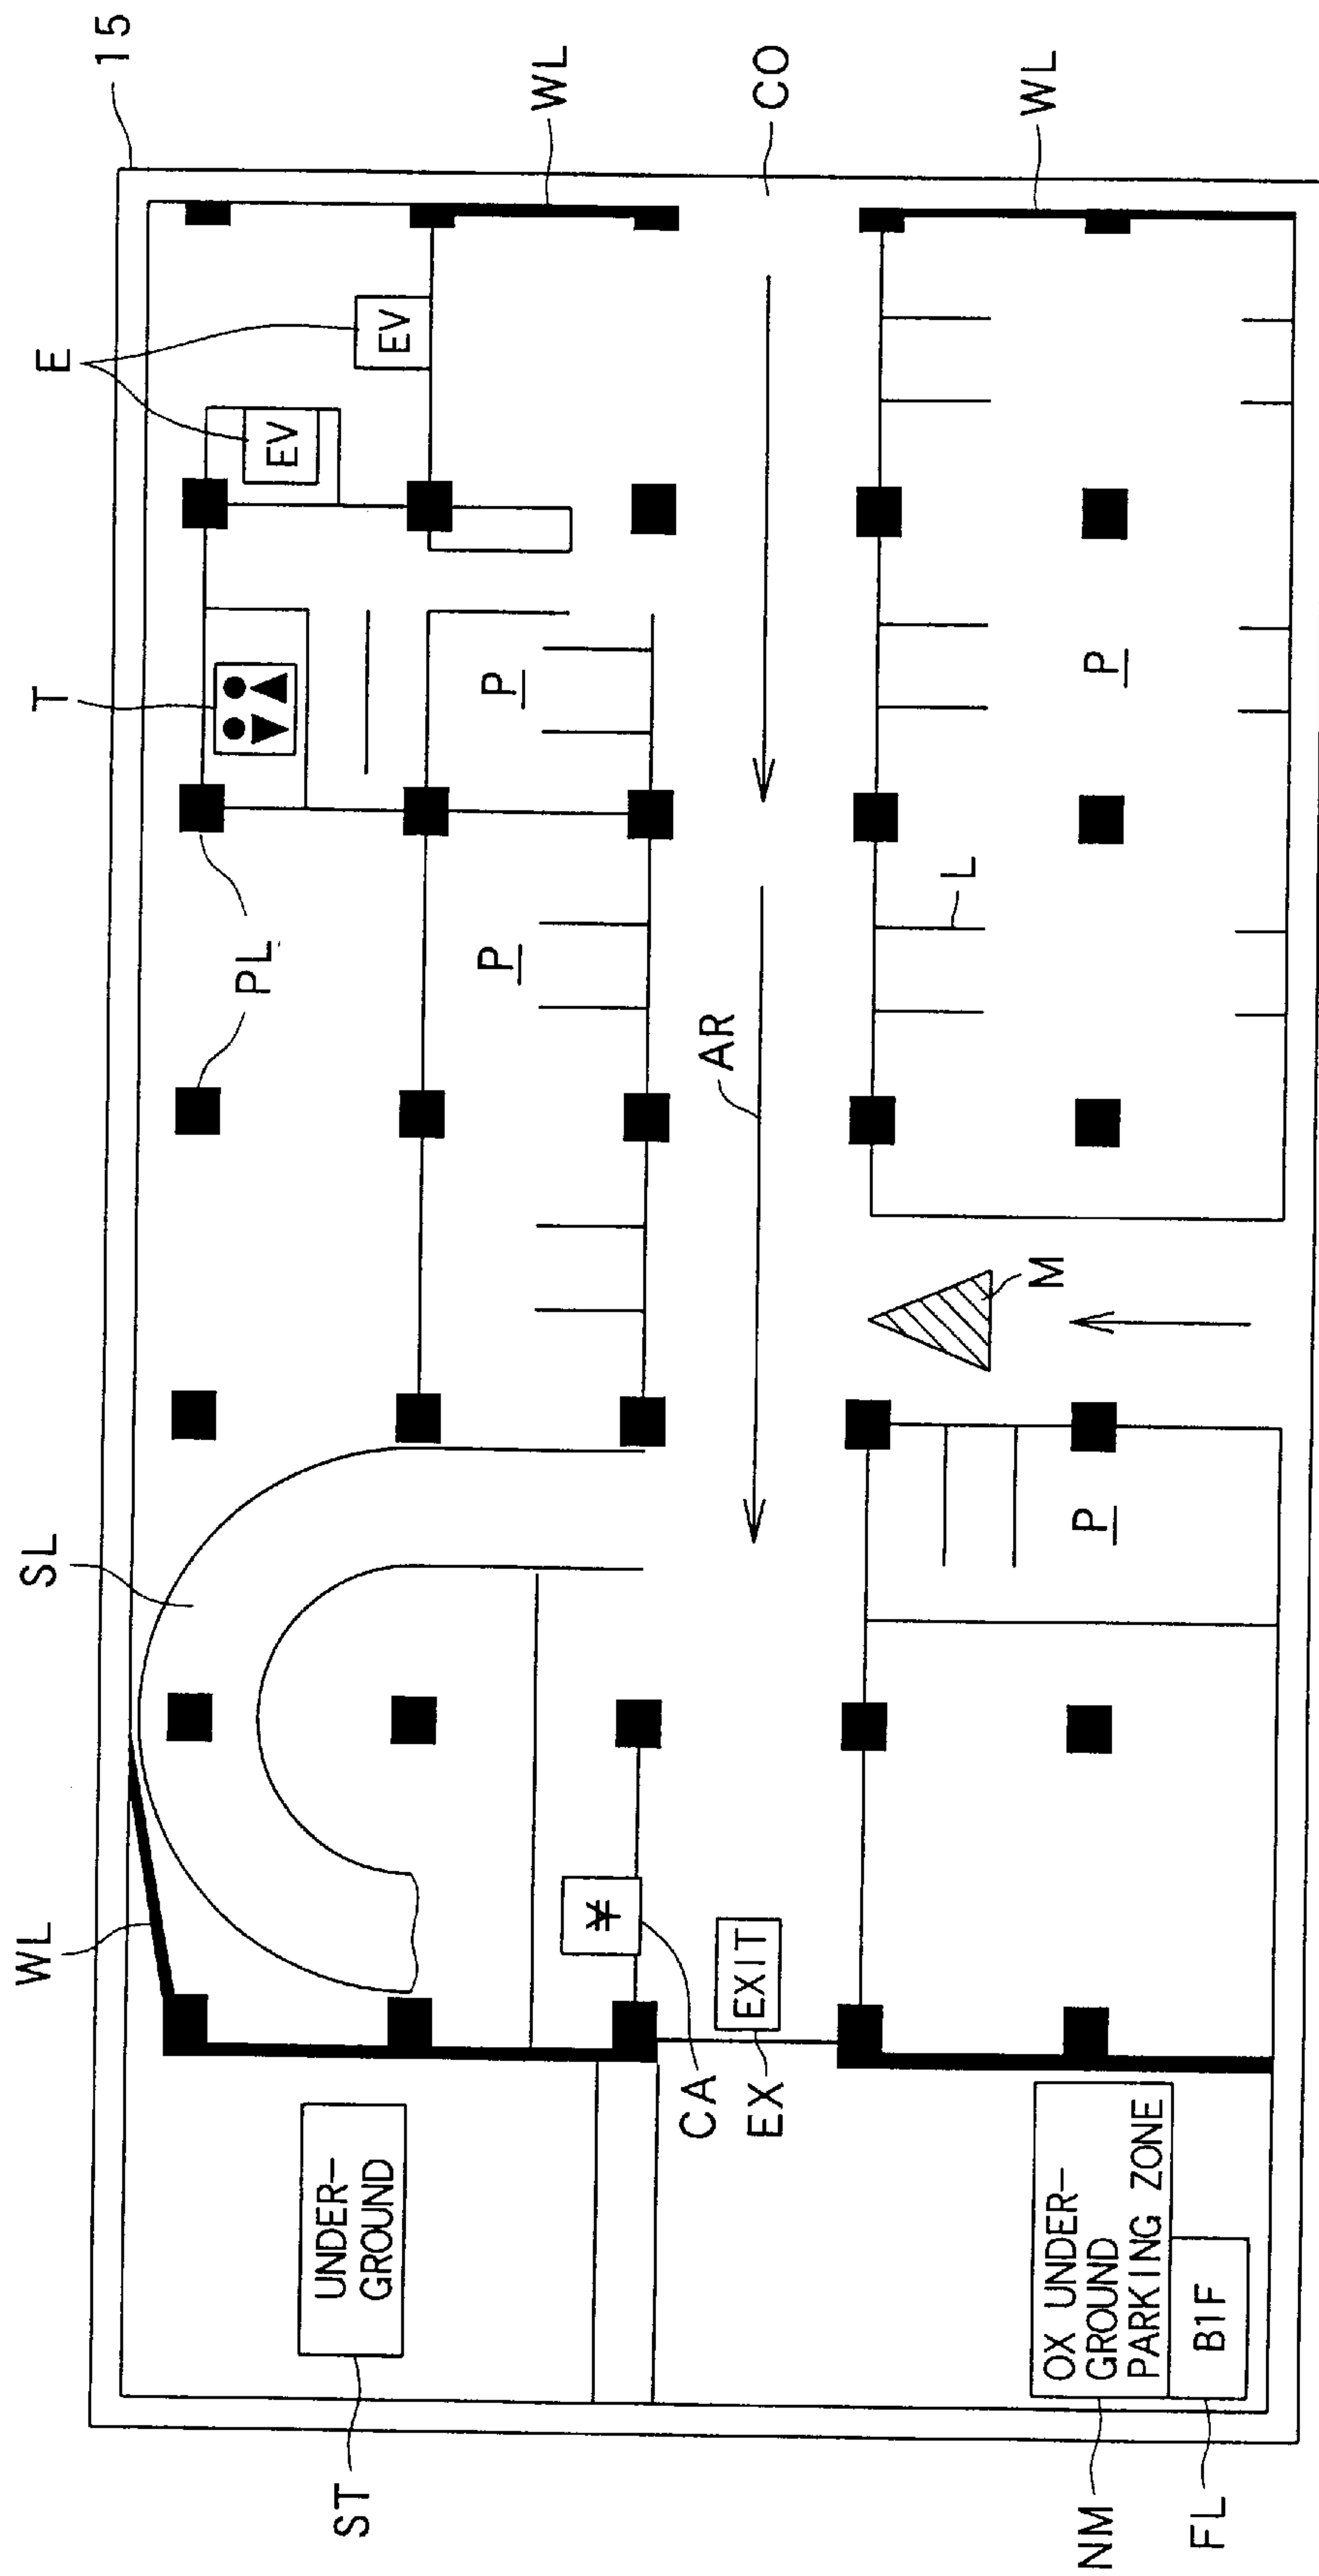 15
E
T
SL
WL
WL
CO
WL
EV
EV
PL
P
P
P
L
AR
M
P
¥
CA
EXIT
EX
UNDER-
GROUND
ST
OX UNDER-
GROUND
PARKING ZONE
B1F
NM
FL